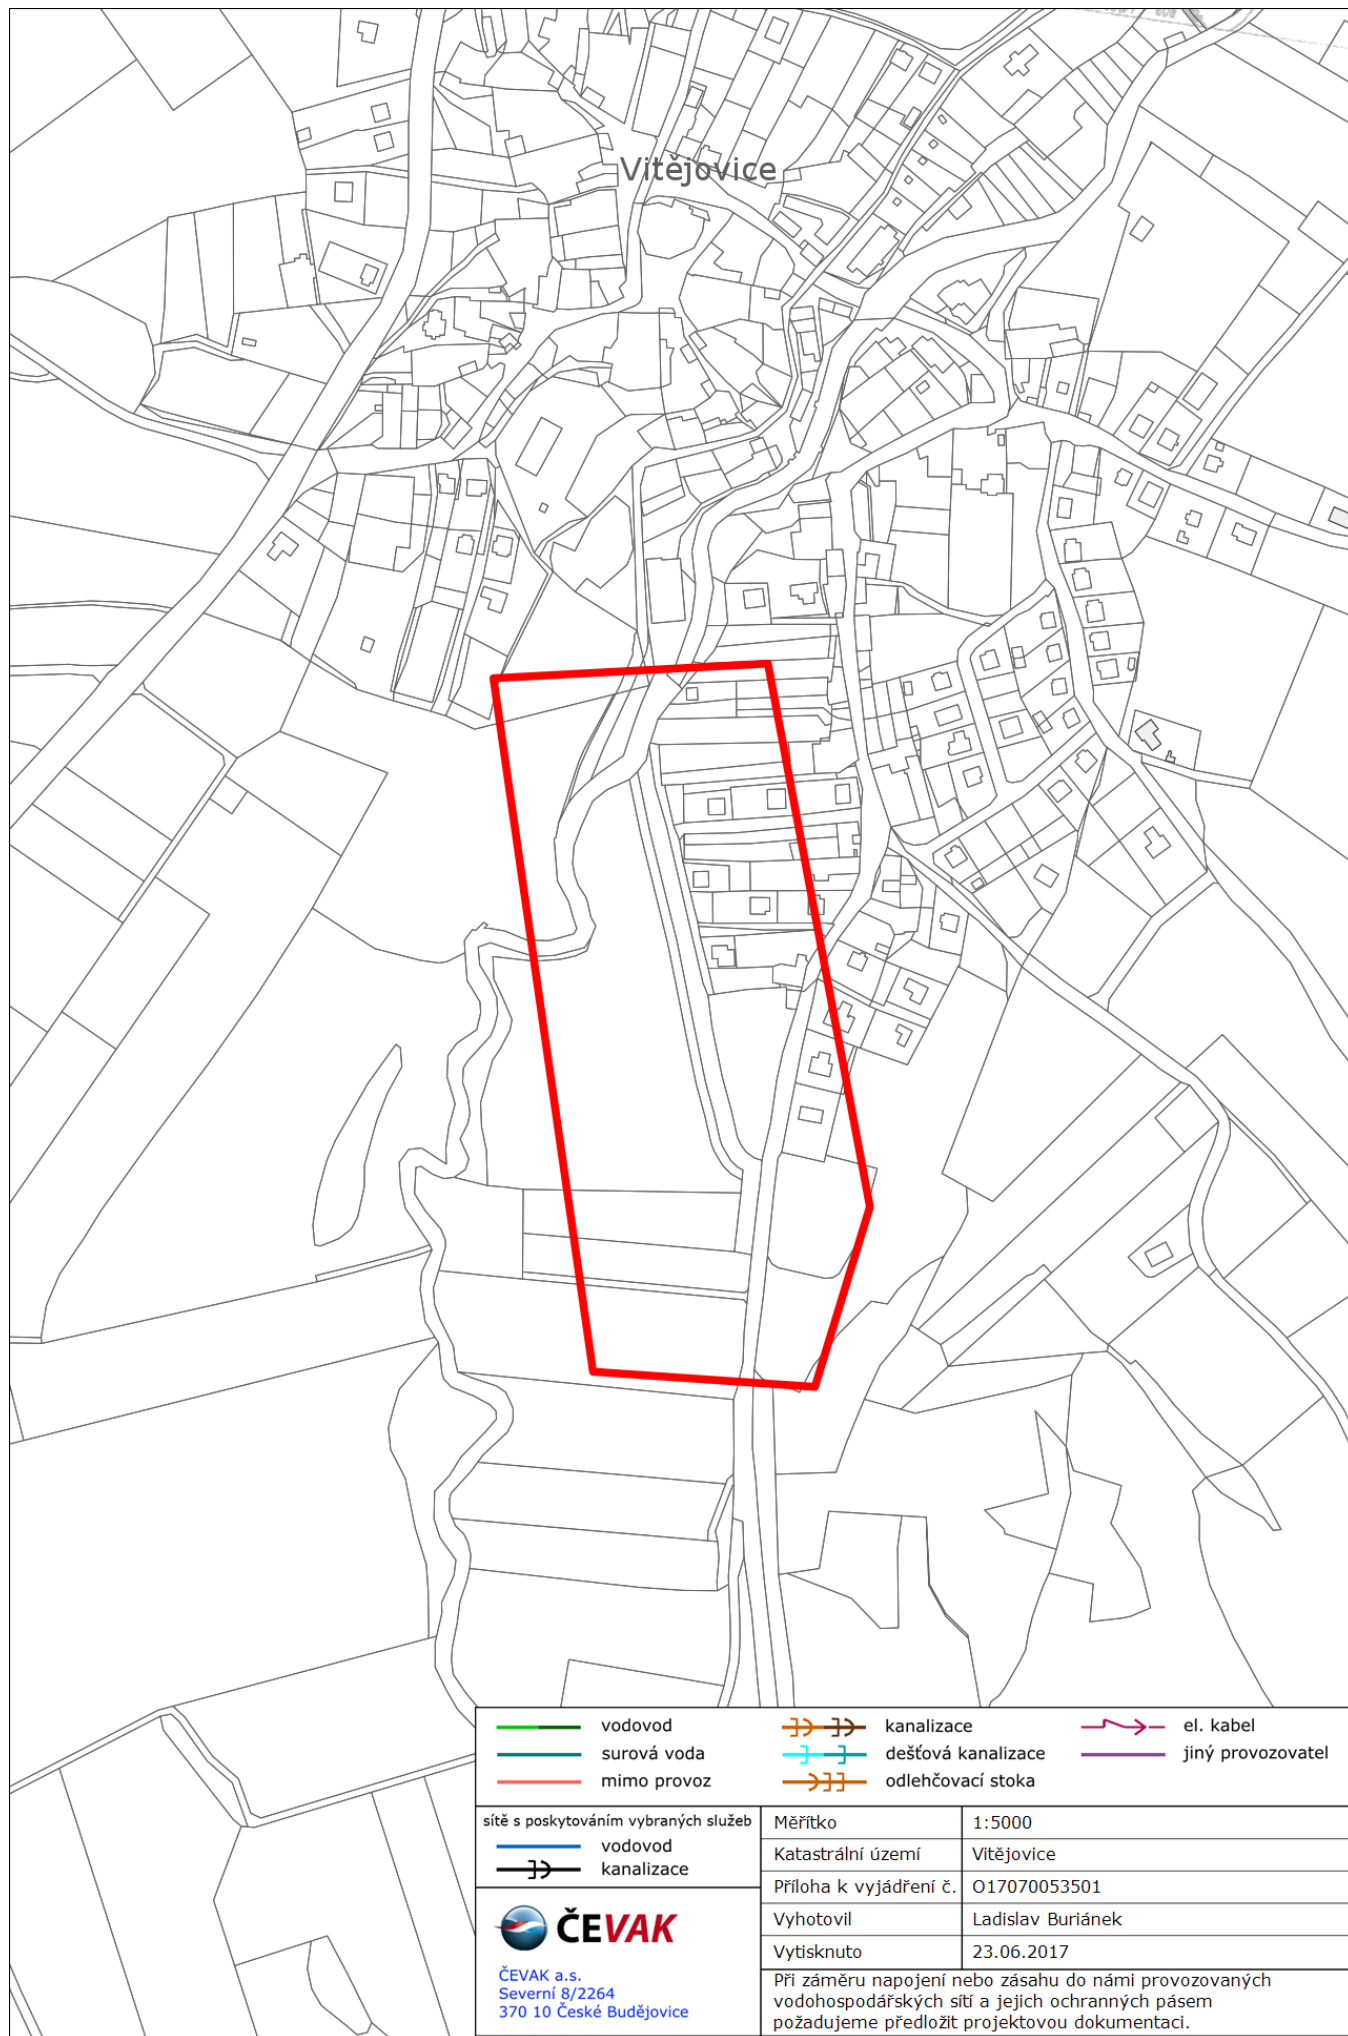 Vitějovice
vodovod
surová voda
mimo provoz
kanalizace
dešťová kanalizace
odlehčovací stoka
el. kabel
jiný provozovatel
sítě s poskytováním vybraných služeb
vodovod
kanalizace
ČEVAK
ČEVAK a.s.
Severní 8/2264
370 10 České Budějovice
Měřítko 1:5000
Katastrální území Vitějovice
Příloha k vyjádření č. O17070053501
Vyhotovil Ladislav Buriánek
Vytisknuto 23.06.2017
Při záměru napojení nebo zásahu do námi provozovaných
vodohospodářských sítí a jejich ochranných pásem
požadujeme předložit projektovou dokumentaci.